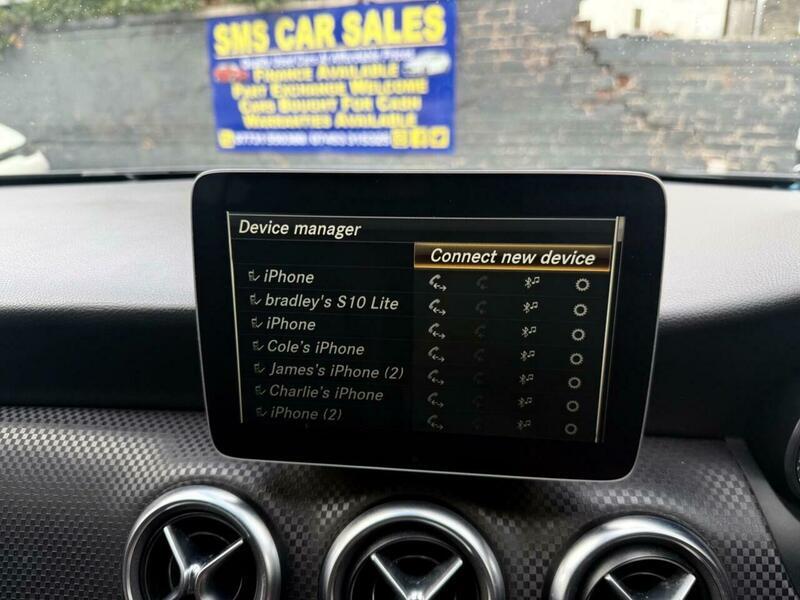 SMS CAR SALES
FINANCE AVAILABLE
PART EXCHANGE WELCOME
CARS BOUGHT FOR CASH
WARRANTIES AVAILABLE
Device manager
Connect new device
iPhone
bradley's S10 Lite
iPhone
Cole's iPhone
James's iPhone (2)
Charlie's iPhone
iPhone (2)